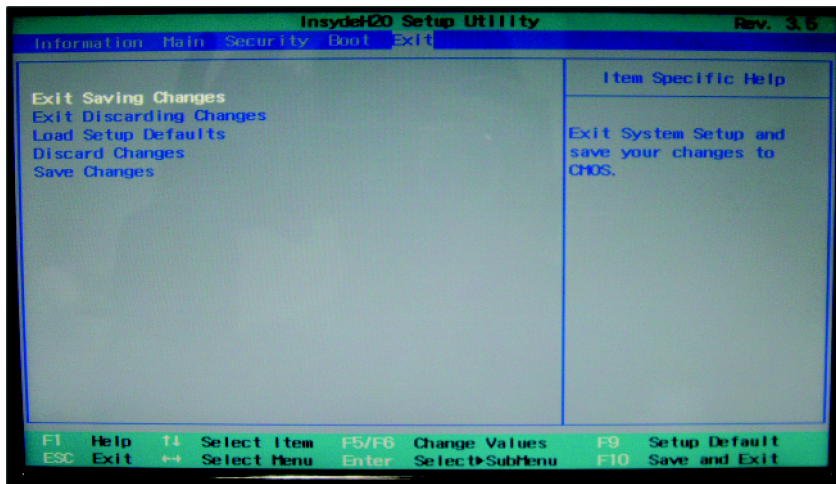 InsydeH2O Setup Utility Rev. 3.5
Information Main Security Boot Exit
Item Specific Help
Exit Saving Changes
Exit Discarding Changes
Load Setup Defaults
Discard Changes
Save Changes
Exit System Setup and
save your changes to
CMOS.
F1 Help ↑↓ Select Item F5/F6 Change Values F9 Setup Default
ESC Exit ↔ Select Menu Enter Select▶SubMenu F10 Save and Exit